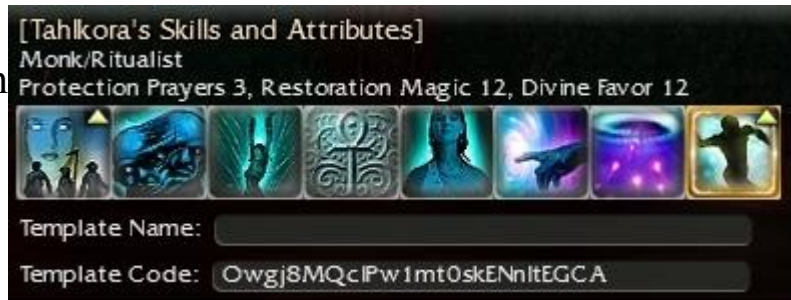 [Tahlkora's Skills and Attributes]
Monk/Ritualist
n
Protection Prayers 3, Restoration Magic 12, Divine Favor 12
Template Name:
Template Code: Owgj8MQclPw1mt0skENnltEGCA